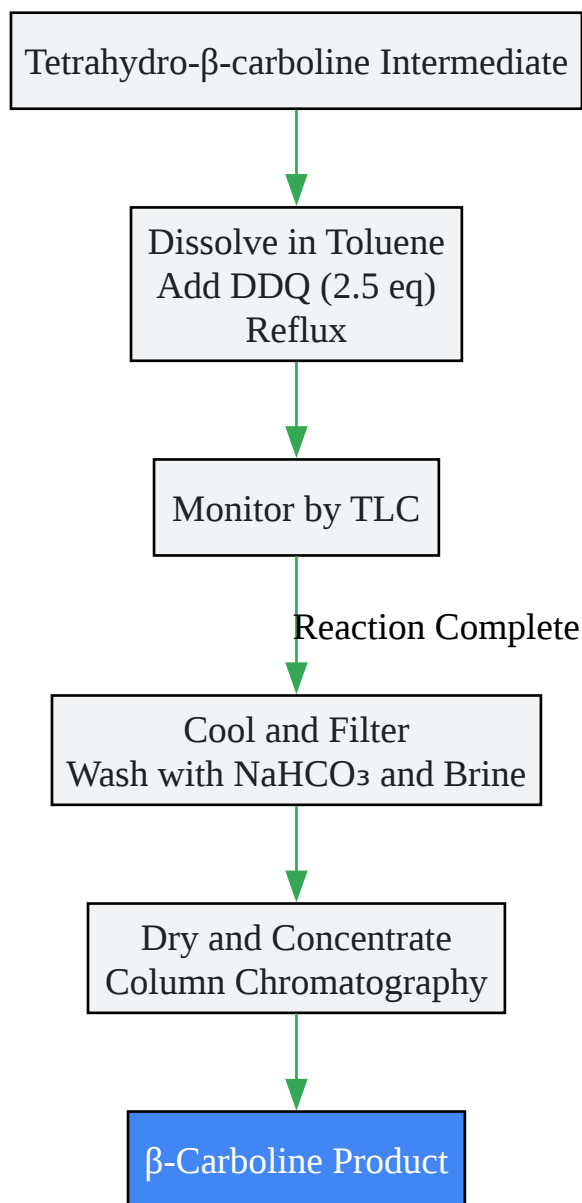 Tetrahydro-β-carboline Intermediate
Dissolve in Toluene
Add DDQ (2.5 eq)
Reflux
Monitor by TLC
Reaction Complete
Cool and Filter
Wash with NaHCO₃ and Brine
Dry and Concentrate
Column Chromatography
β-Carboline Product